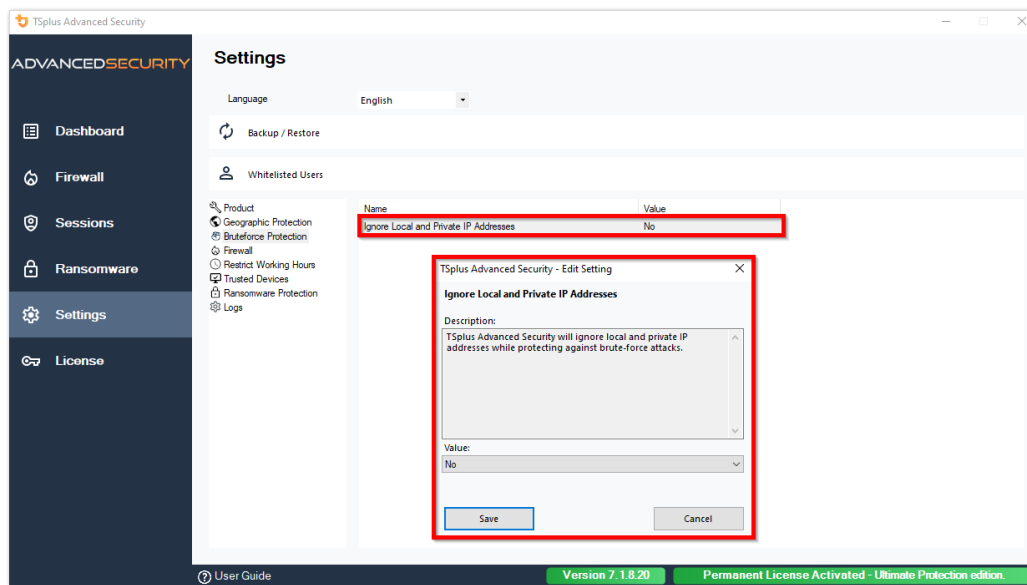 TSplus Advanced Security
ADVANCEDSECURITY
Dashboard
Firewall
Sessions
Ransomware
Settings
License
Settings
Language
English
Backup / Restore
Whitelisted Users
Product
Geographic Protection
Bruteforce Protection
Firewall
Restrict Working Hours
Trusted Devices
Ransomware Protection
Logs
Name Value
Ignore Local and Private IP Addresses No
TSplus Advanced Security - Edit Setting
Ignore Local and Private IP Addresses
Description:
TSplus Advanced Security will ignore local and private IP
addresses while protecting against brute-force attacks.
Value:
No
Save Cancel
User Guide
Version 7.1.8.20
Permanent License Activated - Ultimate Protection edition.